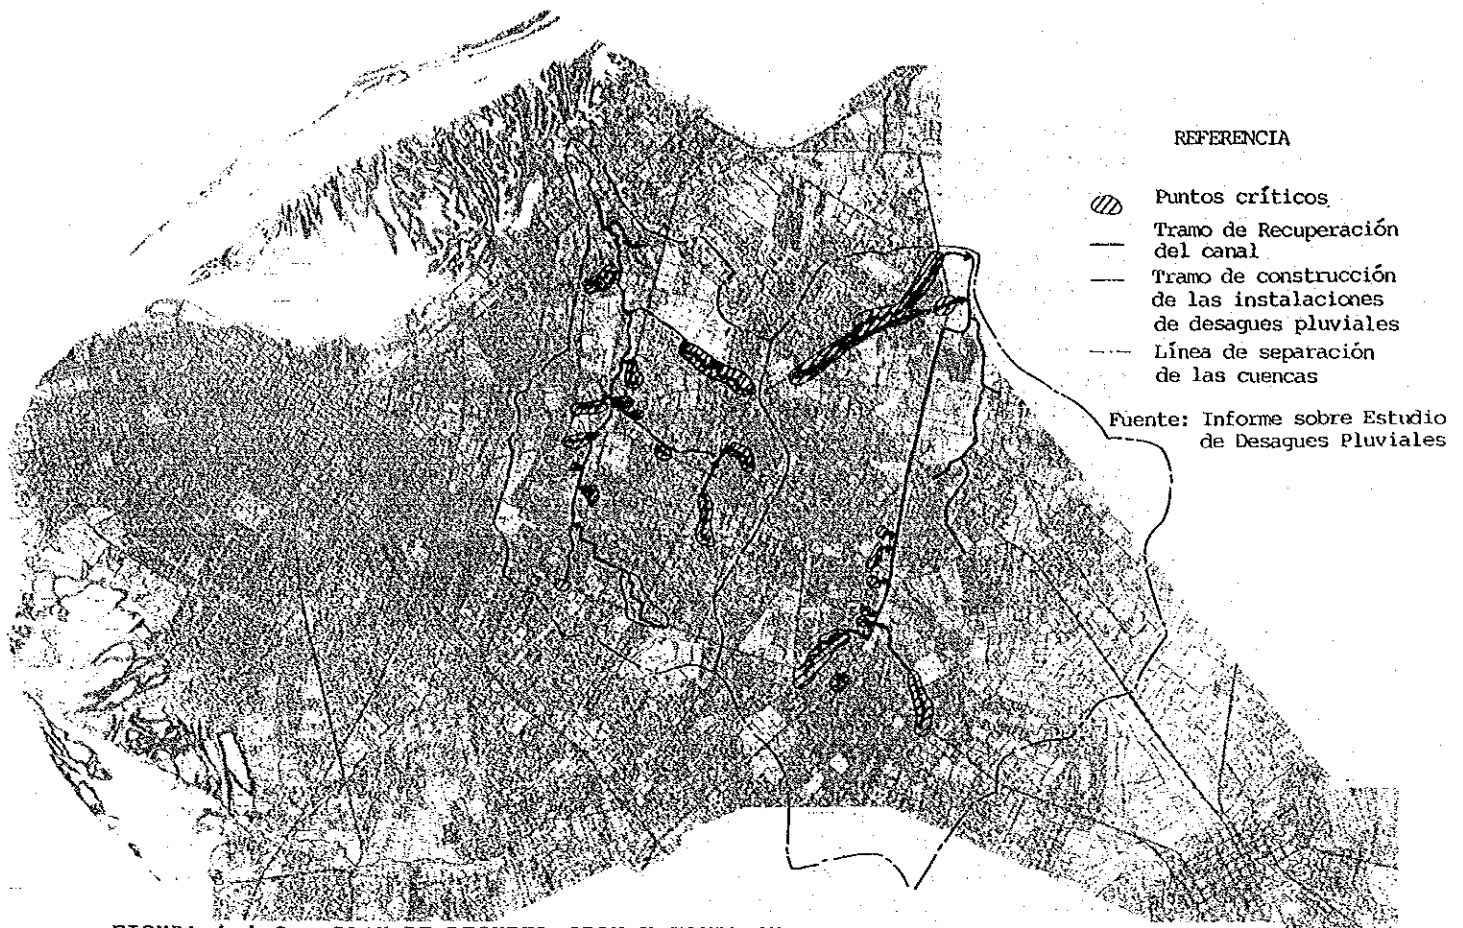 REFERENCIA
Puntos críticos
Tramo de Recuperación
del canal
Tramo de construcción
de las instalaciones
de desagues pluviales
Línea de separación
de las cuencas
Fuente: Informe sobre Estudio
de Desagues Pluviales